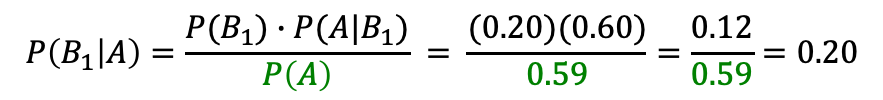 P(B₁|A) = P(B₁) · P(A|B₁) / P(A) = (0.20)(0.60) / 0.59 = 0.12 / 0.59 = 0.20